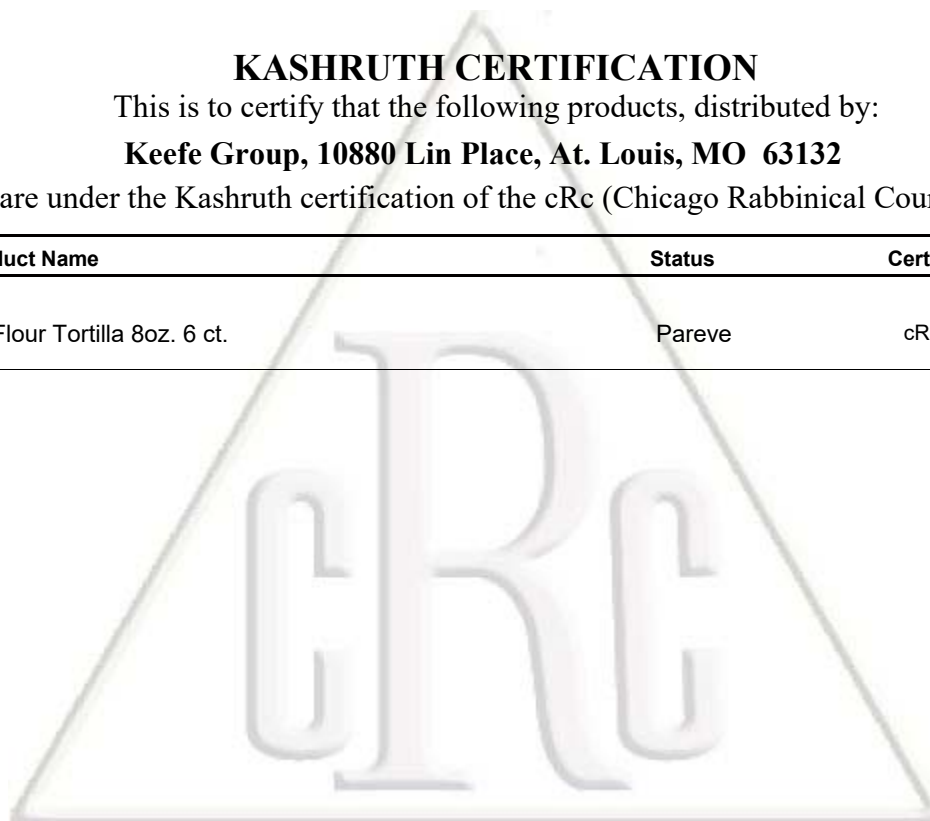 KASHRUTH CERTIFICATION
This is to certify that the following products, distributed by:
Keefe Group, 10880 Lin Place, At. Louis, MO 63132
are under the Kashruth certification of the cRc (Chicago Rabbinical Cour
duct Name Status Cert
Flour Tortilla 8oz. 6 ct. Pareve cR
cRc